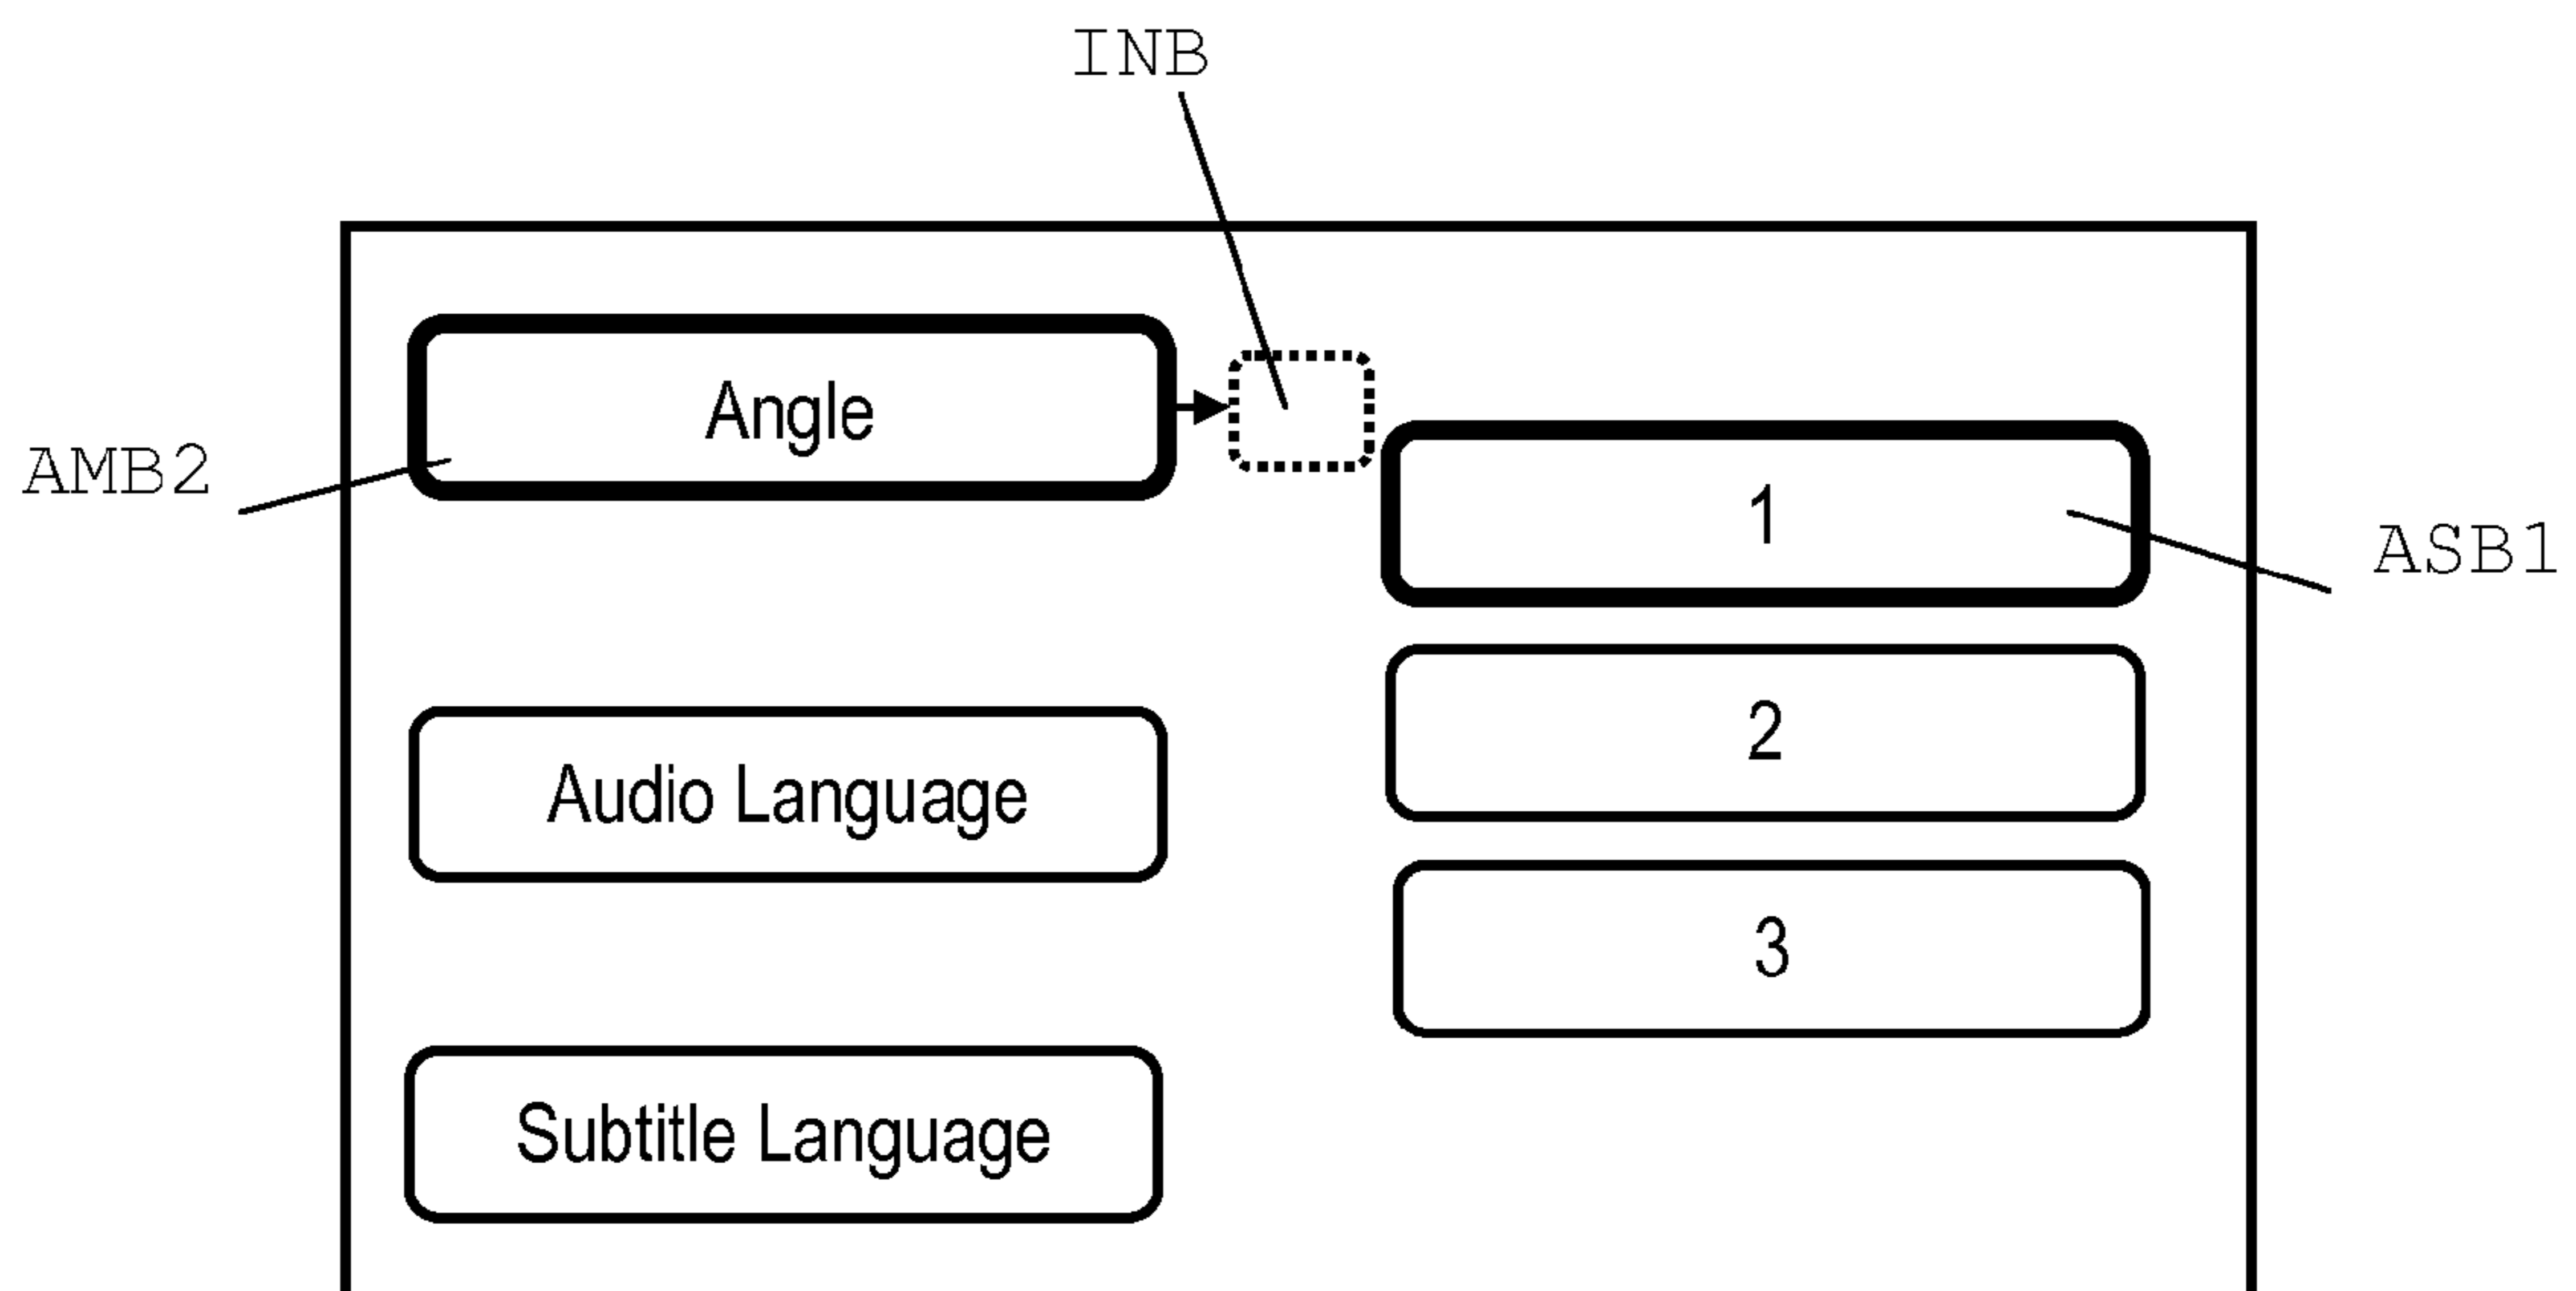 INB
Angle
AMB2
1
ASB1
2
Audio Language
3
Subtitle Language